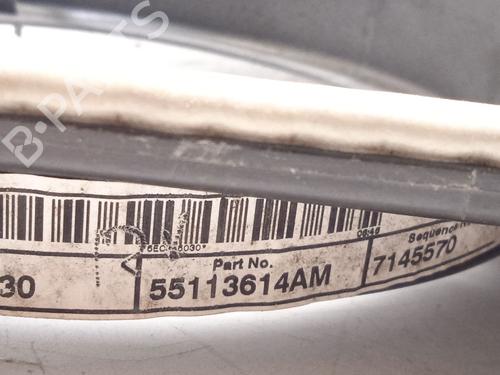 B-PARTS
Part No.
Sequence
30
55113614AM
7145570